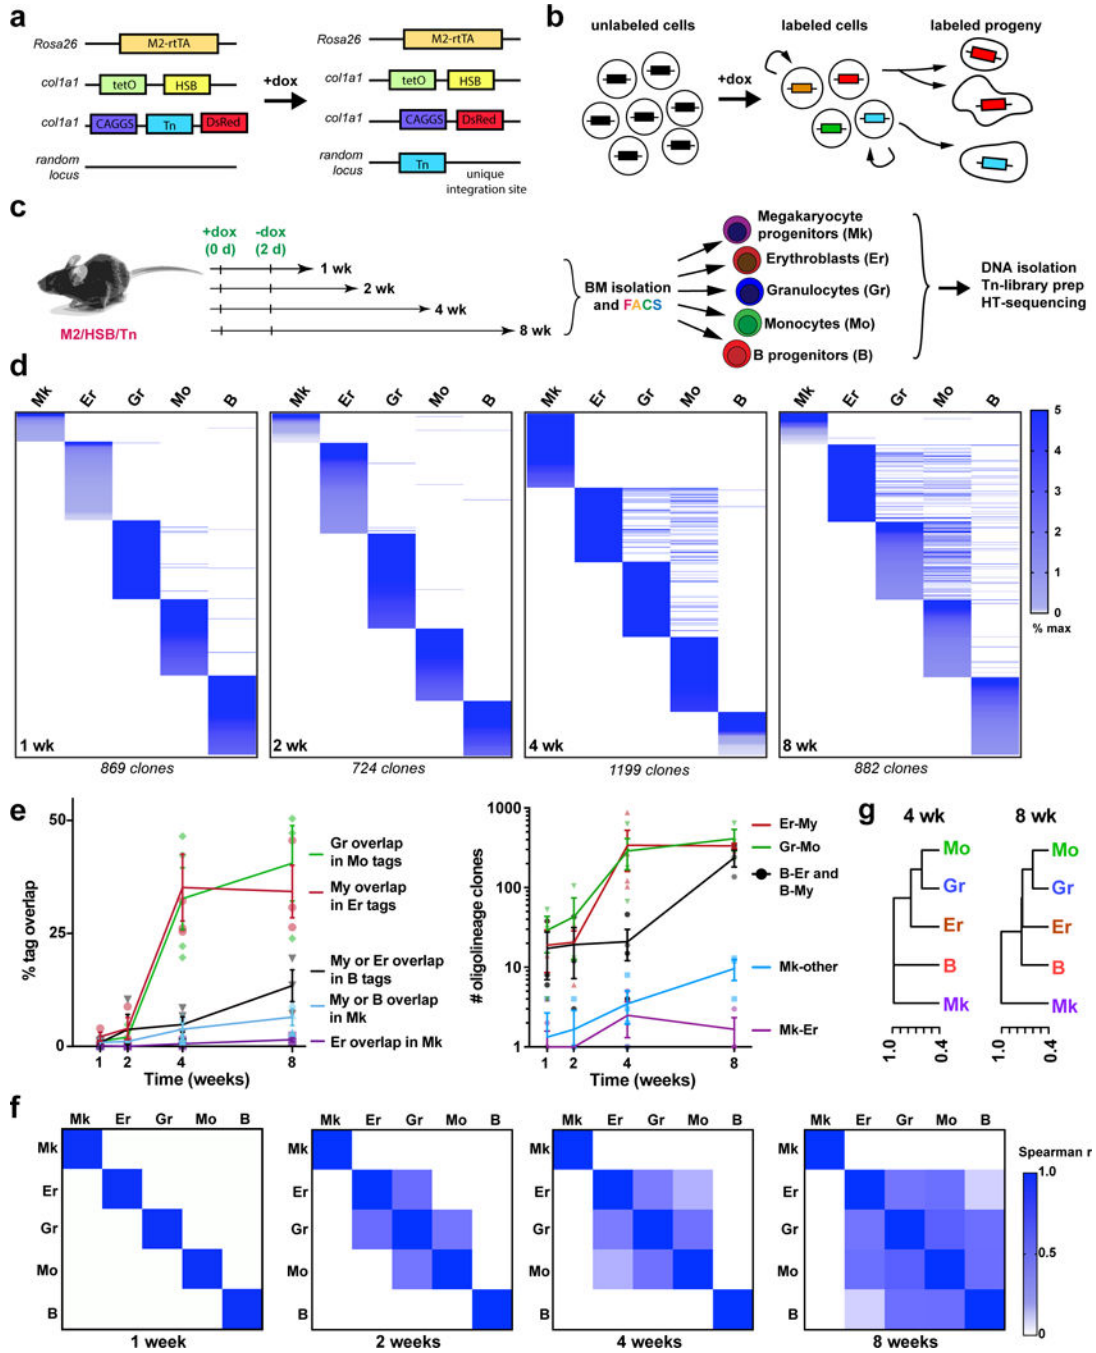 a
Rosa26
M2-rtTA
col1a1
tetO
HSB
col1a1
CAGGS
Tn
DsRed
random
locus
+dox
Rosa26
M2-rtTA
col1a1
tetO
HSB
col1a1
CAGGS
DsRed
random
locus
Tn
unique
integration site
b
unlabeled cells
labeled cells
labeled progeny
+dox
c
+dox
(0 d)
-dox
(2 d)
1 wk
2 wk
4 wk
8 wk
M2/HSB/Tn
BM isolation
and FACS
Megakaryocyte
progenitors (Mk)
Erythroblasts (Er)
Granulocytes (Gr)
Monocytes (Mo)
B progenitors (B)
DNA isolation
Tn-library prep
HT-sequencing
d
Mk Er Gr Mo B
1 wk
869 clones
Mk Er Gr Mo B
2 wk
724 clones
Mk Er Gr Mo B
4 wk
1199 clones
Mk Er Gr Mo B
8 wk
882 clones
5
4
3
2
1
0
% max
e
% tag overlap
50
25
0
1 2 4 8
Time (weeks)
Gr overlap
in Mo tags
My overlap
in Er tags
My or Er overlap
in B tags
My or B overlap
in Mk
Er overlap in Mk
# oligolineage clones
1000
100
10
1
1 2 4 8
Time (weeks)
Er-My
Gr-Mo
B-Er and
B-My
Mk-other
Mk-Er
g
4 wk
Mo
Gr
Er
B
Mk
1.0
0.4
8 wk
Mo
Gr
Er
B
Mk
1.0
0.4
f
Mk Er Gr Mo B
Mk
Er
Gr
Mo
B
1 week
Mk Er Gr Mo B
Mk
Er
Gr
Mo
B
2 weeks
Mk Er Gr Mo B
Mk
Er
Gr
Mo
B
4 weeks
Mk Er Gr Mo B
Mk
Er
Gr
Mo
B
8 weeks
Spearman r
1.0
0.5
0